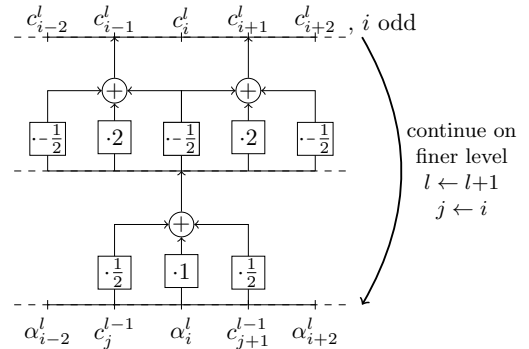 c^l_{i−2} c^l_{i−1} c^l_i c^l_{i+1} c^l_{i+2} , i odd
+ +
·−1/2 ·2 ·−1/2 ·2 ·−1/2
continue on
finer level
l ← l+1
j ← i
+
·1/2 ·1 ·1/2
α^l_{i−2} c^{l−1}_j α^l_i c^{l−1}_{j+1} α^l_{i+2}